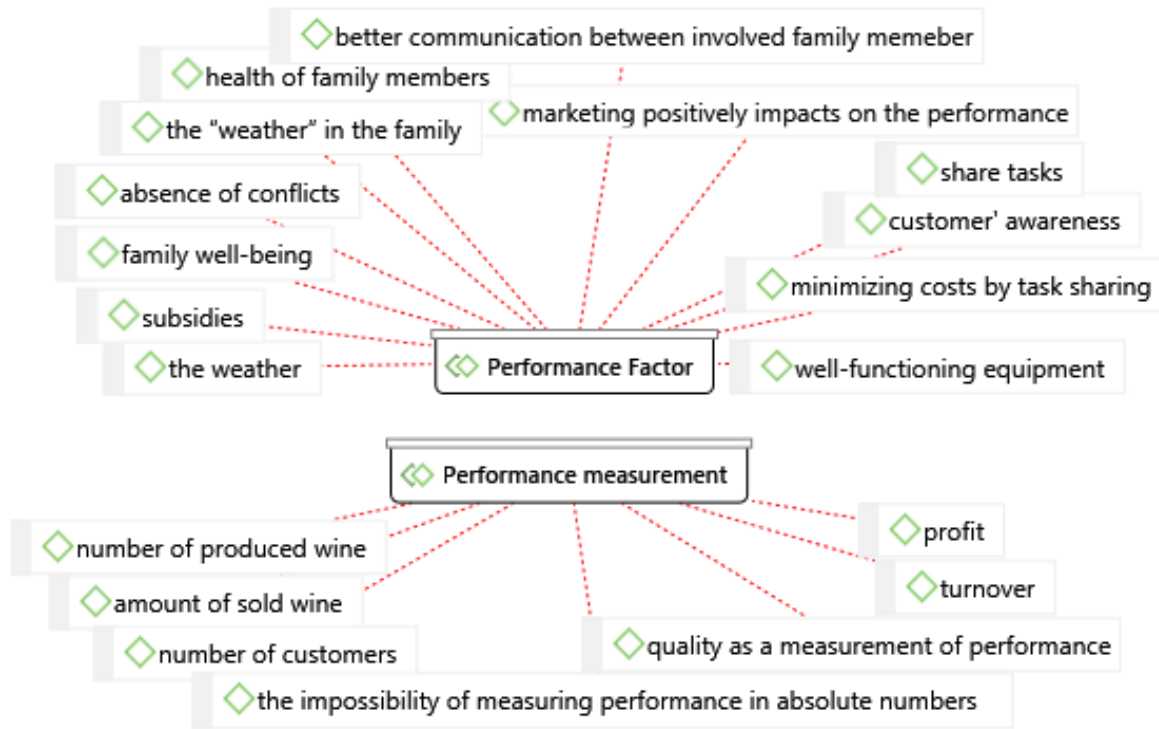 better communication between involved family memeber
health of family members
marketing positively impacts on the performance
the "weather" in the family
share tasks
absence of conflicts
customer' awareness
family well-being
minimizing costs by task sharing
subsidies
the weather
Performance Factor
well-functioning equipment
Performance measurement
profit
number of produced wine
turnover
amount of sold wine
quality as a measurement of performance
number of customers
the impossibility of measuring performance in absolute numbers